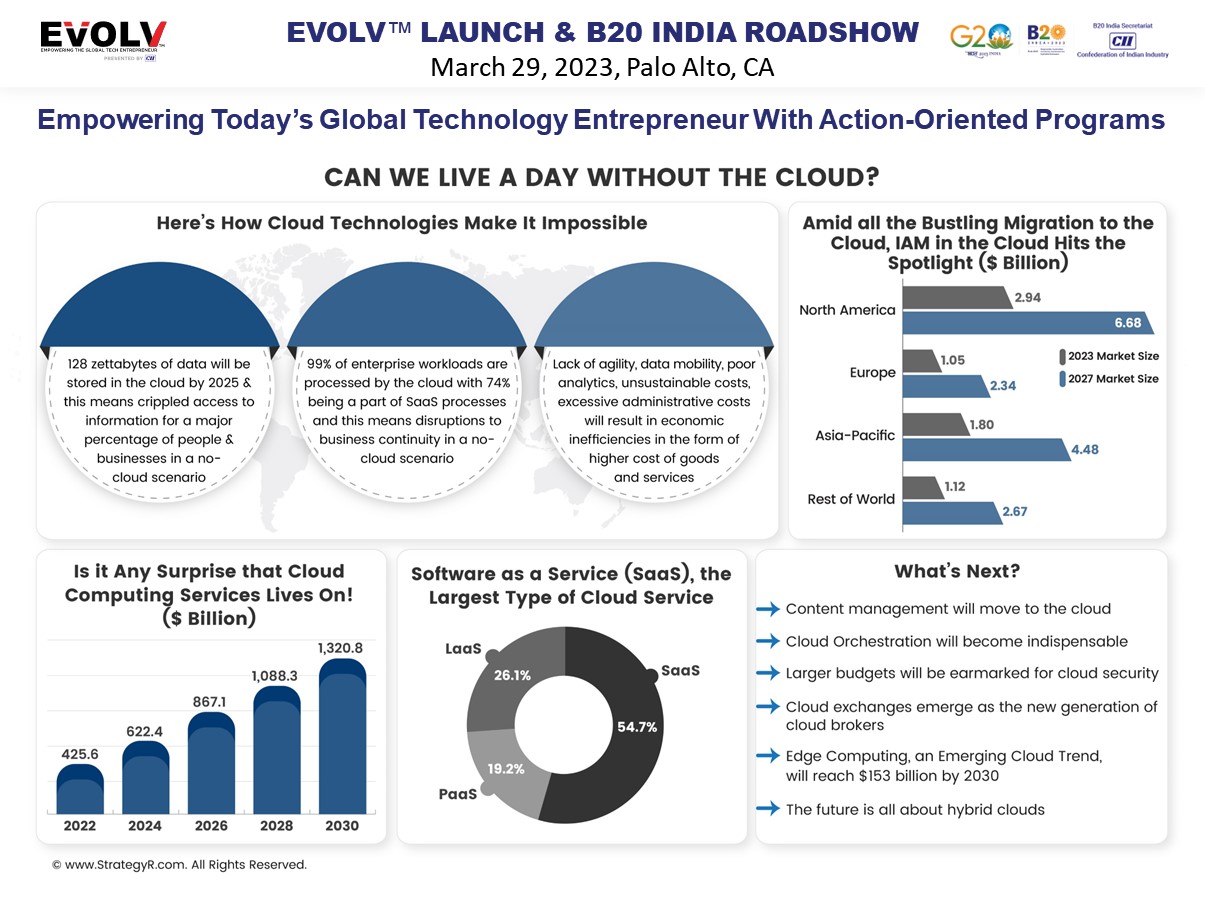 EVOLV™
EMPOWERING THE GLOBAL TECH ENTREPRENEUR
PRESENTED BY CII
EVOLV™ LAUNCH & B20 INDIA ROADSHOW
March 29, 2023, Palo Alto, CA
G20
B20
B20 India Secretariat
CII
Confederation of Indian Industry
Empowering Today's Global Technology Entrepreneur With Action-Oriented Programs
CAN WE LIVE A DAY WITHOUT THE CLOUD?
Here's How Cloud Technologies Make It Impossible
128 zettabytes of data will be
stored in the cloud by 2025 &
this means crippled access to
information for a major
percentage of people &
businesses in a no-
cloud scenario
99% of enterprise workloads are
processed by the cloud with 74%
being a part of SaaS processes
and this means disruptions to
business continuity in a no-
cloud scenario
Lack of agility, data mobility, poor
analytics, unsustainable costs,
excessive administrative costs
will result in economic
inefficiencies in the form of
higher cost of goods
and services
Amid all the Bustling Migration to the
Cloud, IAM in the Cloud Hits the
Spotlight ($ Billion)
North America
2.94
6.68
Europe
1.05
2.34
2023 Market Size
2027 Market Size
Asia-Pacific
1.80
4.48
Rest of World
1.12
2.67
Is it Any Surprise that Cloud
Computing Services Lives On!
($ Billion)
425.6
622.4
867.1
1,088.3
1,320.8
2022 2024 2026 2028 2030
Software as a Service (SaaS), the
Largest Type of Cloud Service
LaaS
26.1%
SaaS
54.7%
19.2%
PaaS
What's Next?
Content management will move to the cloud
Cloud Orchestration will become indispensable
Larger budgets will be earmarked for cloud security
Cloud exchanges emerge as the new generation of
cloud brokers
Edge Computing, an Emerging Cloud Trend,
will reach $153 billion by 2030
The future is all about hybrid clouds
© www.StrategyR.com. All Rights Reserved.